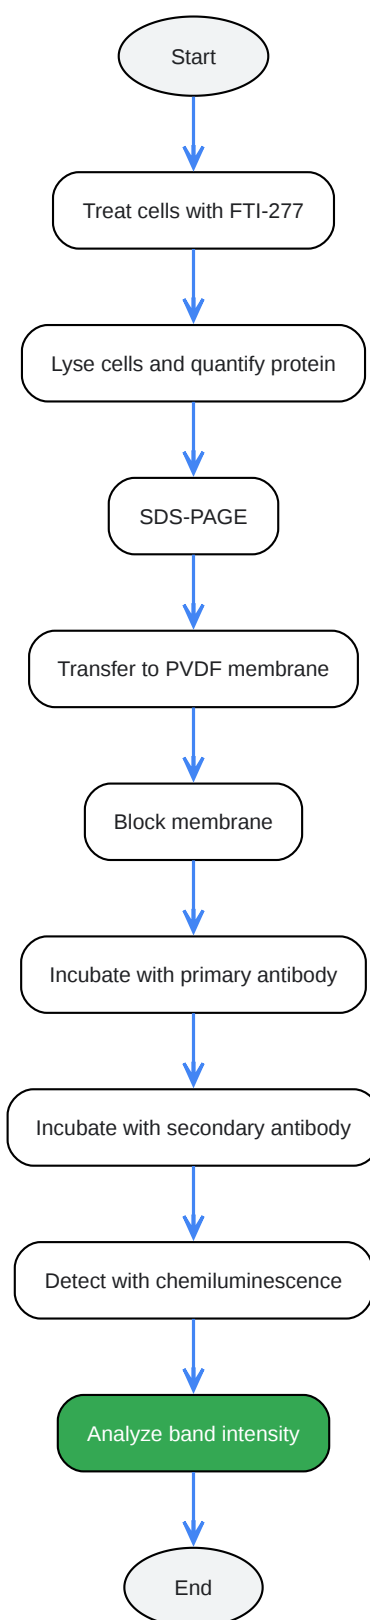 Start
Treat cells with FTI-277
Lyse cells and quantify protein
SDS-PAGE
Transfer to PVDF membrane
Block membrane
Incubate with primary antibody
Incubate with secondary antibody
Detect with chemiluminescence
Analyze band intensity
End